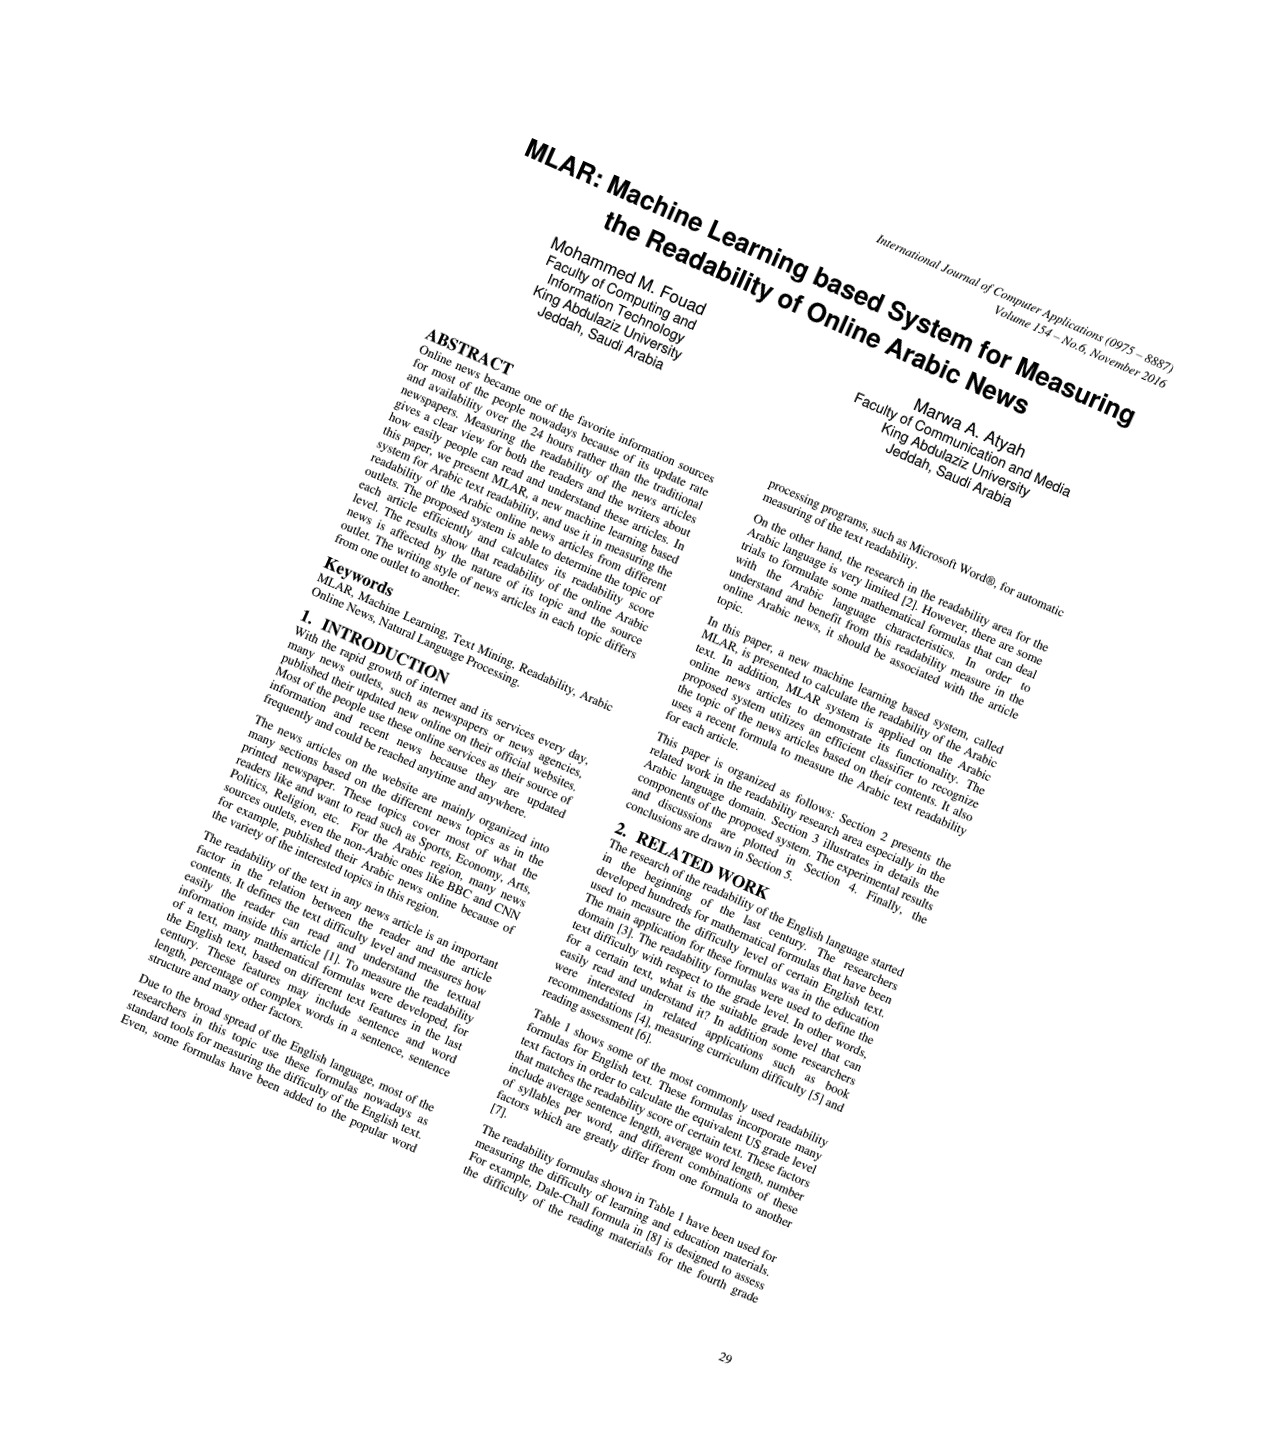 International Journal of Computer Applications (0975 – 8887)
Volume 154 – No.6, November 2016
MLAR: Machine Learning based System for Measuring
the Readability of Online Arabic News
Mohammed M. Fouad
Faculty of Computing and
Information Technology
King Abdulaziz University
Jeddah, Saudi Arabia
Marwa A. Atyah
Faculty of Communication and Media
King Abdulaziz University
Jeddah, Saudi Arabia
ABSTRACT
Online news became one of the favorite information sources
for most of the people nowadays because of its update rate
and availability over the 24 hours rather than the traditional
newspapers. Measuring the readability of the news articles
gives a clear view for both the readers and the writers about
how easily people can read and understand these articles. In
this paper, we present MLAR, a new machine learning based
system for Arabic text readability, and use it in measuring the
readability of the Arabic online news articles from different
outlets. The proposed system is able to determine the topic of
each article efficiently and calculates its readability score
level. The results show that readability of the online Arabic
news is affected by the nature of its topic and the source
outlet. The writing style of news articles in each topic differs
from one outlet to another.
Keywords
MLAR, Machine Learning, Text Mining, Readability, Arabic
Online News, Natural Language Processing.
1. INTRODUCTION
With the rapid growth of internet and its services every day,
many news outlets, such as newspapers or news agencies,
published their updated new online on their official websites.
Most of the people use these online services as their source of
information and recent news because they are updated
frequently and could be reached anytime and anywhere.
The news articles on the website are mainly organized into
many sections based on the different news topics as in the
printed newspaper. These topics cover most of what the
readers like and want to read such as Sports, Economy, Arts,
Politics, Religion, etc. For the Arabic region, many news
sources outlets, even the non-Arabic ones like BBC and CNN
for example, published their Arabic news online because of
the variety of the interested topics in this region.
The readability of the text in any news article is an important
factor in the relation between the reader and the article
contents. It defines the text difficulty level and measures how
easily the reader can read and understand the textual
information inside this article [1]. To measure the readability
of a text, many mathematical formulas were developed, for
the English text, based on different text features in the last
century. These features may include sentence and word
length, percentage of complex words in a sentence, sentence
structure and many other factors.
Due to the broad spread of the English language, most of the
researchers in this topic use these formulas nowadays as
standard tools for measuring the difficulty of the English text.
Even, some formulas have been added to the popular word
processing programs, such as Microsoft Word®, for automatic
measuring of the text readability.
On the other hand, the research in the readability area for the
Arabic language is very limited [2]. However, there are some
trials to formulate some mathematical formulas that can deal
with the Arabic language characteristics. In order to
understand and benefit from this readability measure in the
online Arabic news, it should be associated with the article
topic.
In this paper, a new machine learning based system, called
MLAR, is presented to calculate the readability of the Arabic
text. In addition, MLAR system is applied on the Arabic
online news articles to demonstrate its functionality. The
proposed system utilizes an efficient classifier to recognize
the topic of the news articles based on their contents. It also
uses a recent formula to measure the Arabic text readability
for each article.
This paper is organized as follows: Section 2 presents the
related work in the readability research area especially in the
Arabic language domain. Section 3 illustrates in details the
components of the proposed system. The experimental results
and discussions are plotted in Section 4. Finally, the
conclusions are drawn in Section 5.
2. RELATED WORK
The research of the readability of the English language started
in the beginning of the last century. The researchers
developed hundreds for mathematical formulas that have been
used to measure the difficulty level of certain English text.
The main application for these formulas was in the education
domain [3]. The readability formulas were used to define the
text difficulty with respect to the grade level. In other words,
for a certain text, what is the suitable grade level that can
easily read and understand it? In addition some researchers
were interested in related applications such as book
recommendations [4], measuring curriculum difficulty [5] and
reading assessment [6].
Table 1 shows some of the most commonly used readability
formulas for English text. These formulas incorporate many
text factors in order to calculate the equivalent US grade level
that matches the readability score of certain text. These factors
include average sentence length, average word length, number
of syllables per word, and different combinations of these
factors which are greatly differ from one formula to another
[7].
The readability formulas shown in Table 1 have been used for
measuring the difficulty of learning and education materials.
For example, Dale-Chall formula in [8] is designed to assess
the difficulty of the reading materials for the fourth grade
29